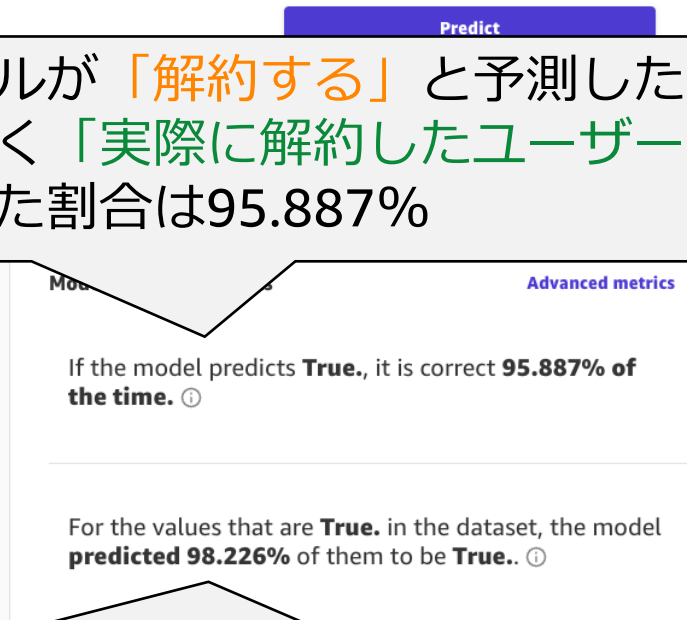 Predict
ルが「解約する」と予測した
く「実際に解約したユーザー
た割合は95.887%
Advanced metrics
If the model predicts True., it is correct 95.887% of
the time.
For the values that are True. in the dataset, the model
predicted 98.226% of them to be True..